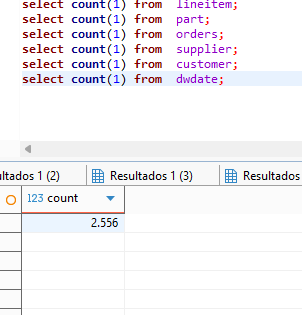 select count(1) from  lineitem;
select count(1) from  part;
select count(1) from  orders;
select count(1) from  supplier;
select count(1) from  customer;
select count(1) from  dwdate;
ltados 1 (2) Resultados 1 (3) Resultados
123 count
2.556